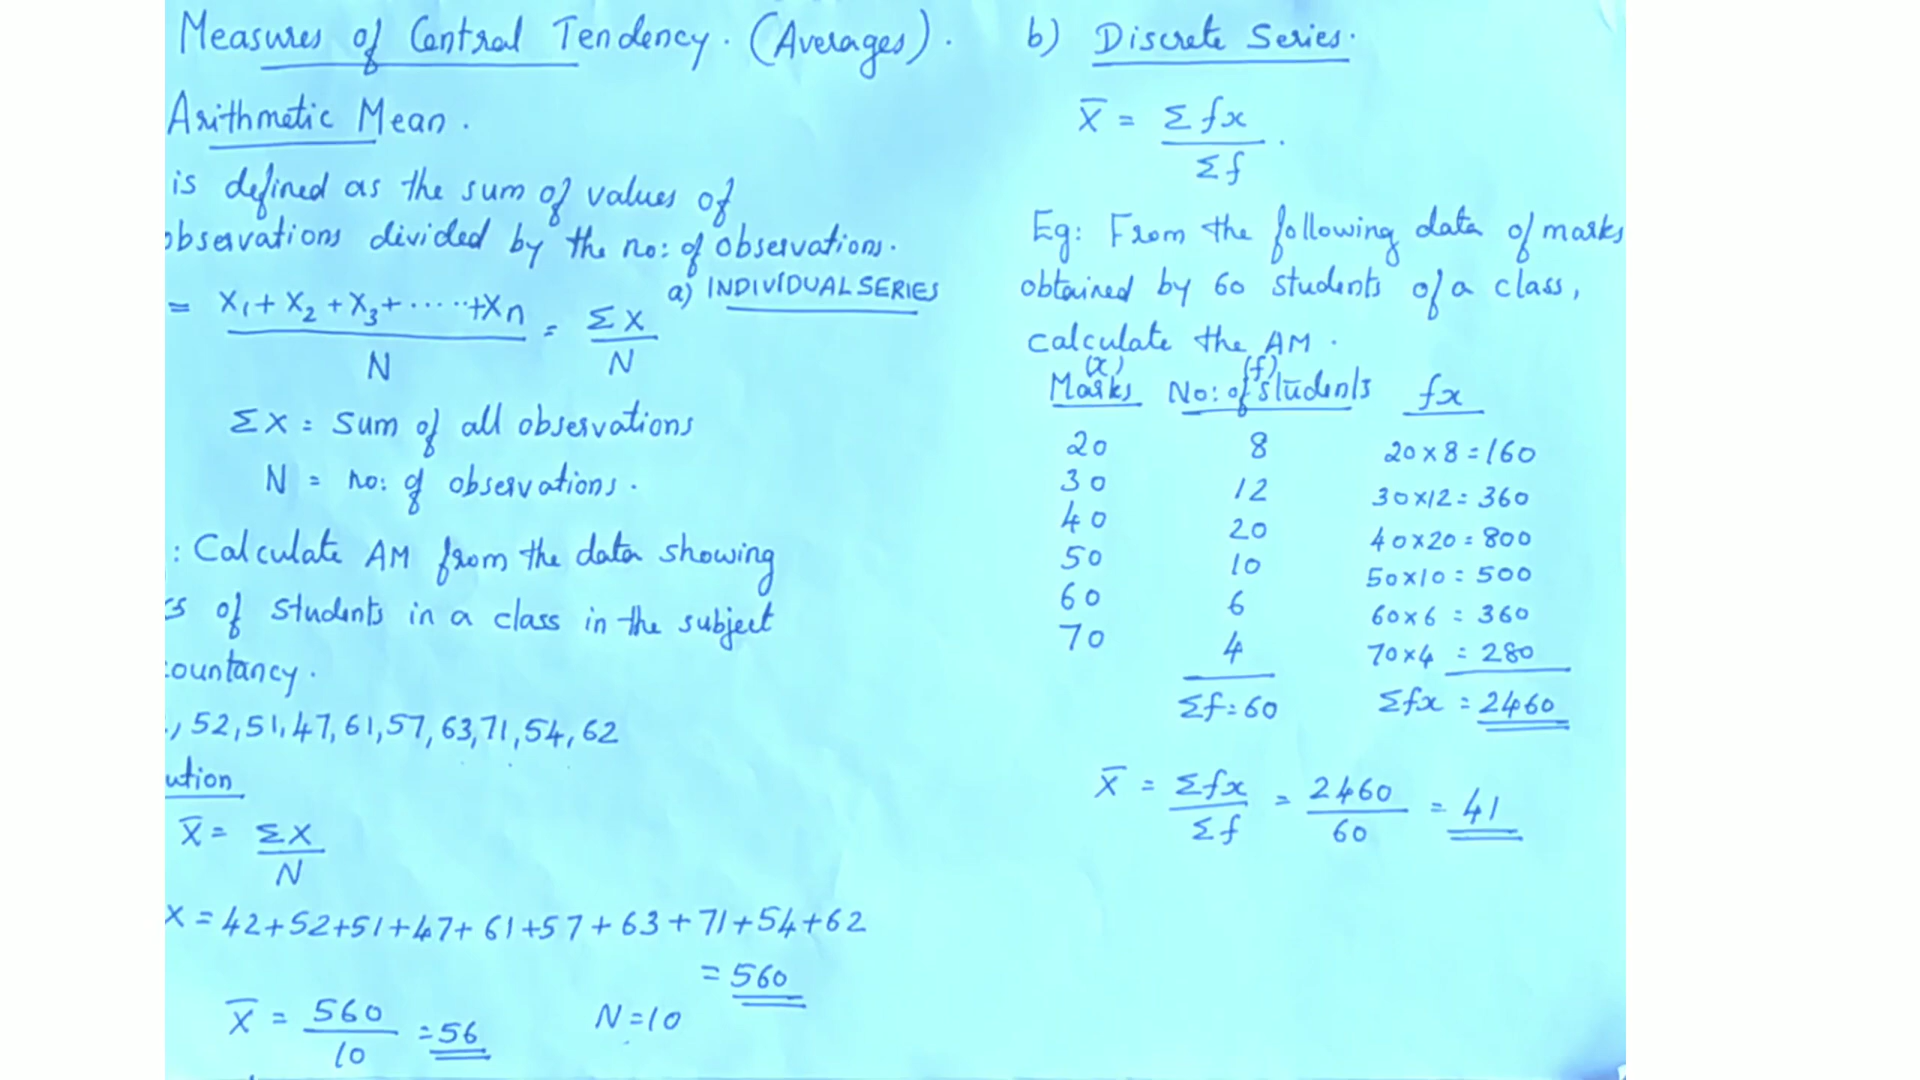 Measures of Central Tendency. (Averages).
Arithmetic Mean.
is defined as the sum of values of
observations divided by the no: of observations.
a) INDIVIDUAL SERIES
= X₁ + X₂ + X₃ + ...... + Xn / N = ΣX / N
ΣX = Sum of all observations
N = no: of observations.
: Calculate AM from the data showing
s of students in a class in the subject
countancy.
, 52, 51, 47, 61, 57, 63, 71, 54, 62
ution
X̄ = ΣX / N
X = 42+52+51+47+61+57+63+71+54+62
= 560
X̄ = 560 / 10 = 56
N = 10
b) Discrete Series.
X̄ = Σfx / Σf .
Eg: From the following data of marks
obtained by 60 students of a class,
calculate the AM.
(x) (f)
Marks No: of students fx
20 8 20 x 8 = 160
30 12 30 x 12 = 360
40 20 40 x 20 = 800
50 10 50 x 10 = 500
60 6 60 x 6 = 360
70 4 70 x 4 = 280
Σf = 60 Σfx = 2460
X̄ = Σfx / Σf = 2460 / 60 = 41